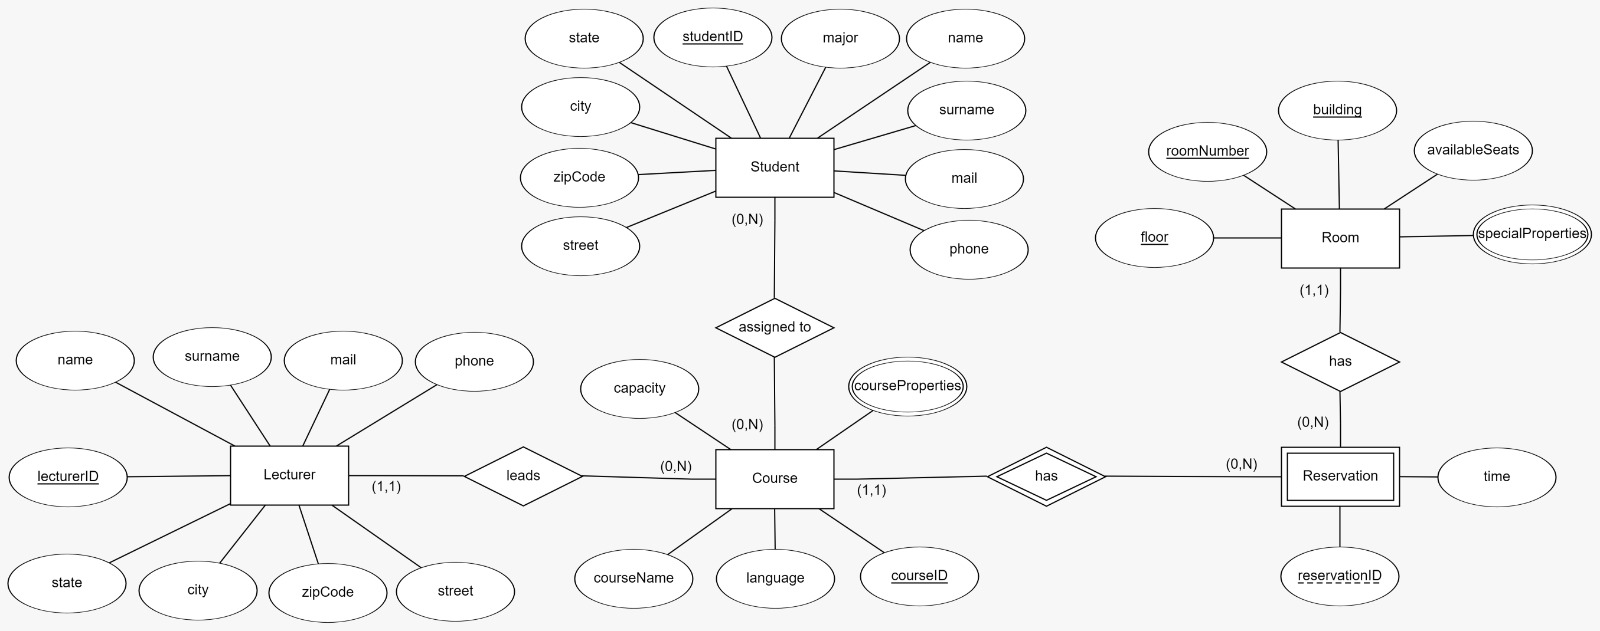 state
studentID
major
name
city
surname
building
roomNumber
availableSeats
Student
zipCode
mail
(0,N)
street
phone
floor
Room
specialProperties
(1,1)
assigned to
name
surname
mail
phone
capacity
courseProperties
has
(0,N)
(0,N)
lecturerID
Lecturer
(1,1)
leads
(0,N)
Course
(1,1)
has
(0,N)
Reservation
time
state
city
zipCode
street
courseName
language
courseID
reservationID